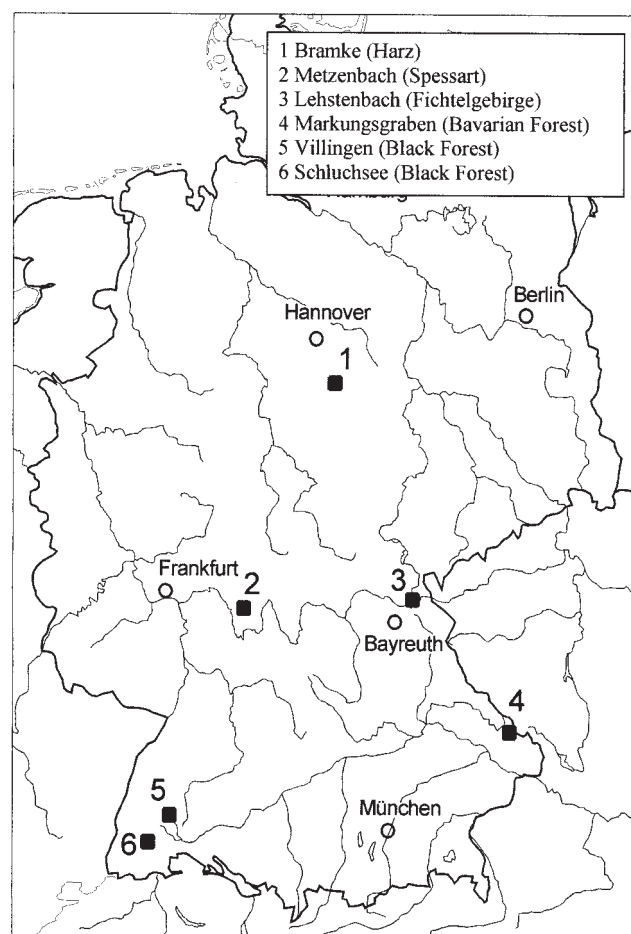 1 Bramke (Harz)
2 Metzenbach (Spessart)
3 Lehstenbach (Fichtelgebirge)
4 Markungsgraben (Bavarian Forest)
5 Villingen (Black Forest)
6 Schluchsee (Black Forest)
Berlin
Hannover
1
Frankfurt
2
3
Bayreuth
4
5
München
6